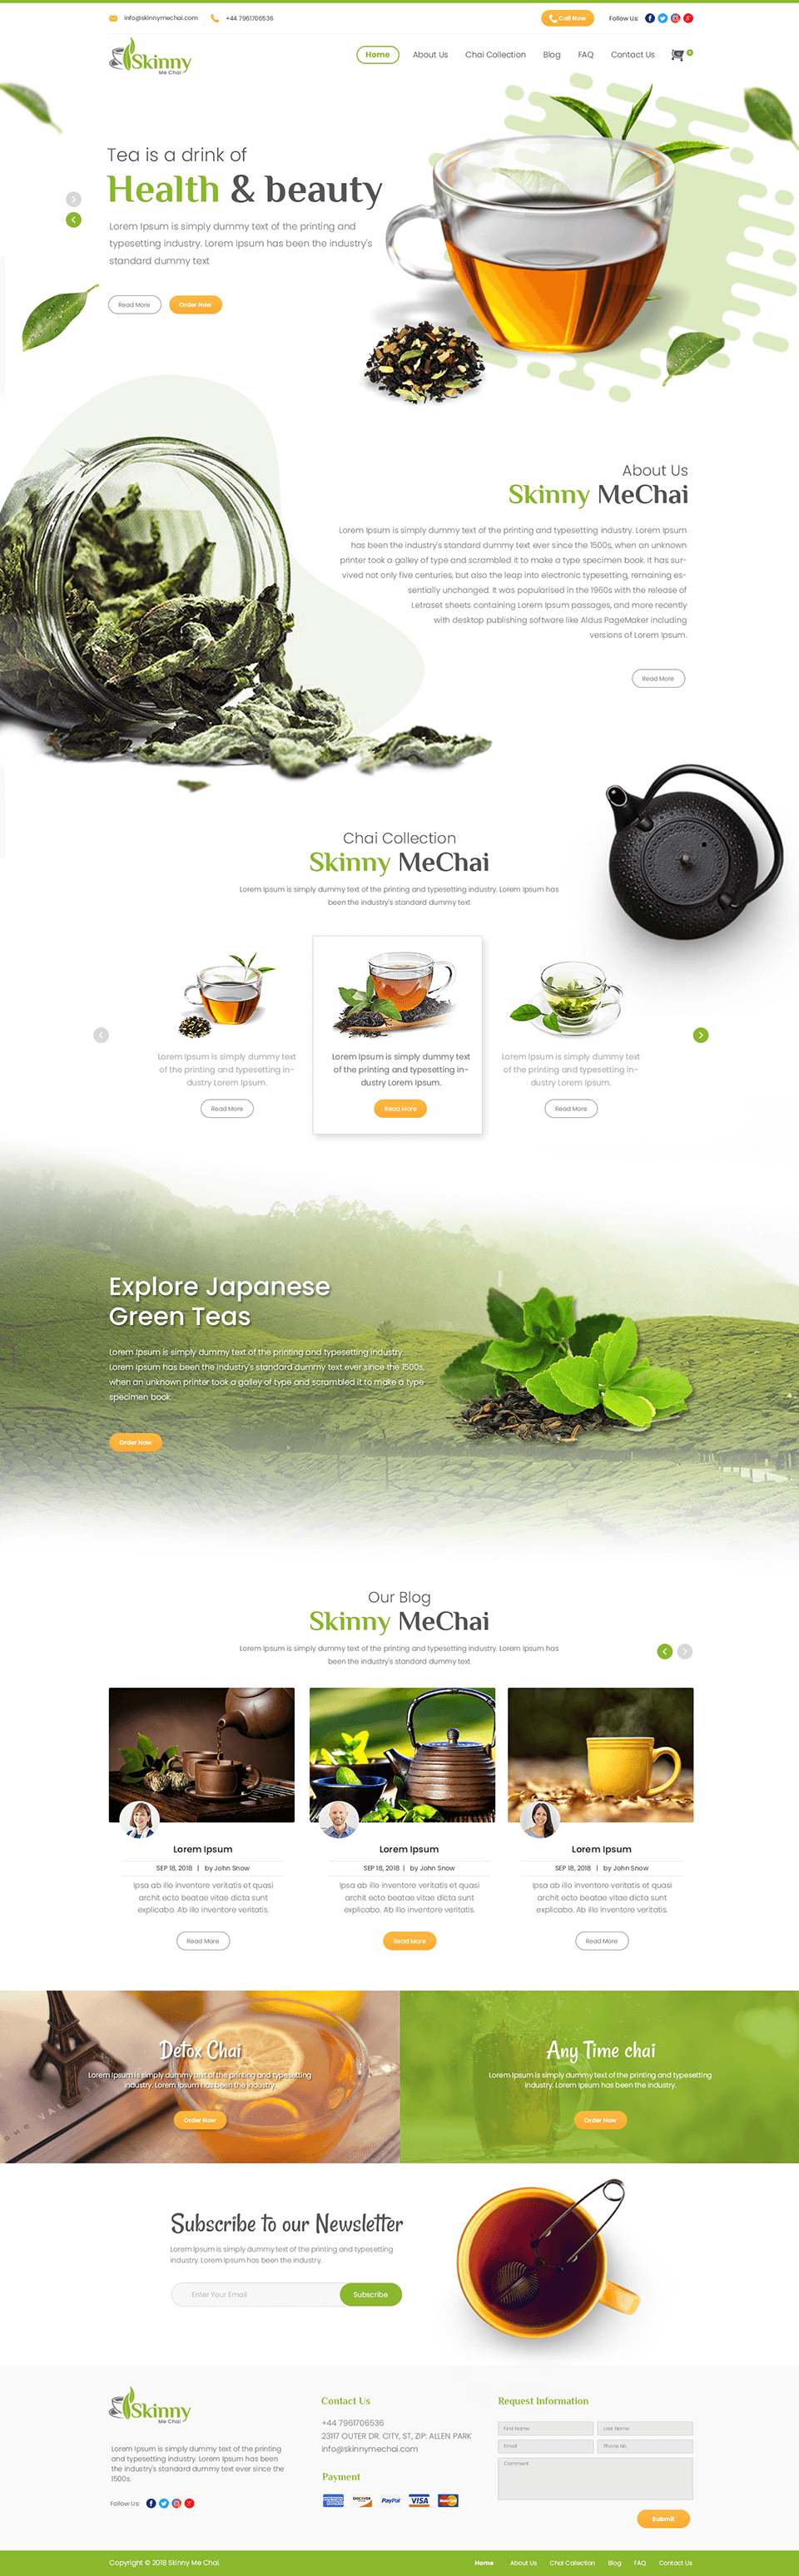 info@skinnymechai.com +44 7961706536 Call Now Follow Us:
Skinny
Me Chai
Home About Us Chai Collection Blog FAQ Contact Us 0
Tea is a drink of
Health & beauty
Lorem Ipsum is simply dummy text of the printing and
typesetting industry. Lorem Ipsum has been the industry's
standard dummy text
Read More Order Now
About Us
Skinny MeChai
Lorem Ipsum is simply dummy text of the printing and typesetting industry. Lorem Ipsum
has been the industry's standard dummy text ever since the 1500s, when an unknown
printer took a galley of type and scrambled it to make a type specimen book. It has sur-
vived not only five centuries, but also the leap into electronic typesetting, remaining es-
sentially unchanged. It was popularised in the 1960s with the release of
Letraset sheets containing Lorem Ipsum passages, and more recently
with desktop publishing software like Aldus PageMaker including
versions of Lorem Ipsum.
Read More
Chai Collection
Skinny MeChai
Lorem Ipsum is simply dummy text of the printing and typesetting industry. Lorem Ipsum has
been the industry's standard dummy text
Lorem Ipsum is simply dummy text
of the printing and typesetting in-
dustry Lorem Ipsum.
Read More
Lorem Ipsum is simply dummy text
of the printing and typesetting in-
dustry Lorem Ipsum.
Read More
Lorem Ipsum is simply dummy text
of the printing and typesetting in-
dustry Lorem Ipsum.
Read More
Explore Japanese
Green Teas
Lorem Ipsum is simply dummy text of the printing and typesetting industry.
Lorem Ipsum has been the industry's standard dummy text ever since the 1500s,
when an unknown printer took a galley of type and scrambled it to make a type
specimen book.
Order Now
Our Blog
Skinny MeChai
Lorem Ipsum is simply dummy text of the printing and typesetting industry. Lorem Ipsum has
been the industry's standard dummy text
Lorem Ipsum
SEP 18, 2018 | by John Snow
Ipsa ab illo inventore veritatis et quasi
archit ecto beatae vitae dicta sunt
explicabo. Ab illo inventore veritatis.
Read More
Lorem Ipsum
SEP 18, 2018 | by John Snow
Ipsa ab illo inventore veritatis et quasi
archit ecto beatae vitae dicta sunt
explicabo. Ab illo inventore veritatis.
Read More
Lorem Ipsum
SEP 18, 2018 | by John Snow
Ipsa ab illo inventore veritatis et quasi
archit ecto beatae vitae dicta sunt
explicabo. Ab illo inventore veritatis.
Read More
Detox Chai
Lorem Ipsum is simply dummy text of the printing and typesetting
industry. Lorem Ipsum has been the industry.
Order Now
Any Time chai
Lorem Ipsum is simply dummy text of the printing and typesetting
industry. Lorem Ipsum has been the industry.
Order Now
Subscribe to our Newsletter
Lorem Ipsum is simply dummy text of the printing and typesetting
industry. Lorem Ipsum has been the industry.
Enter Your Email Subscribe
Skinny
Me Chai
Lorem Ipsum is simply dummy text of the printing
and typesetting industry. Lorem Ipsum has been
the industry's standard dummy text ever since the
1500s.
Follow Us:
Contact Us
+44 7961706536
23117 OUTER DR. CITY, ST, ZIP: ALLEN PARK
info@skinnymechai.com
Payment
DISCOVER PayPal VISA MasterCard
Request Information
First Name Last Name
Email Phone No.
Comment
Submit
Copyright © 2018 Skinny Me Chai.
Home About Us Chai Collection Blog FAQ Contact Us